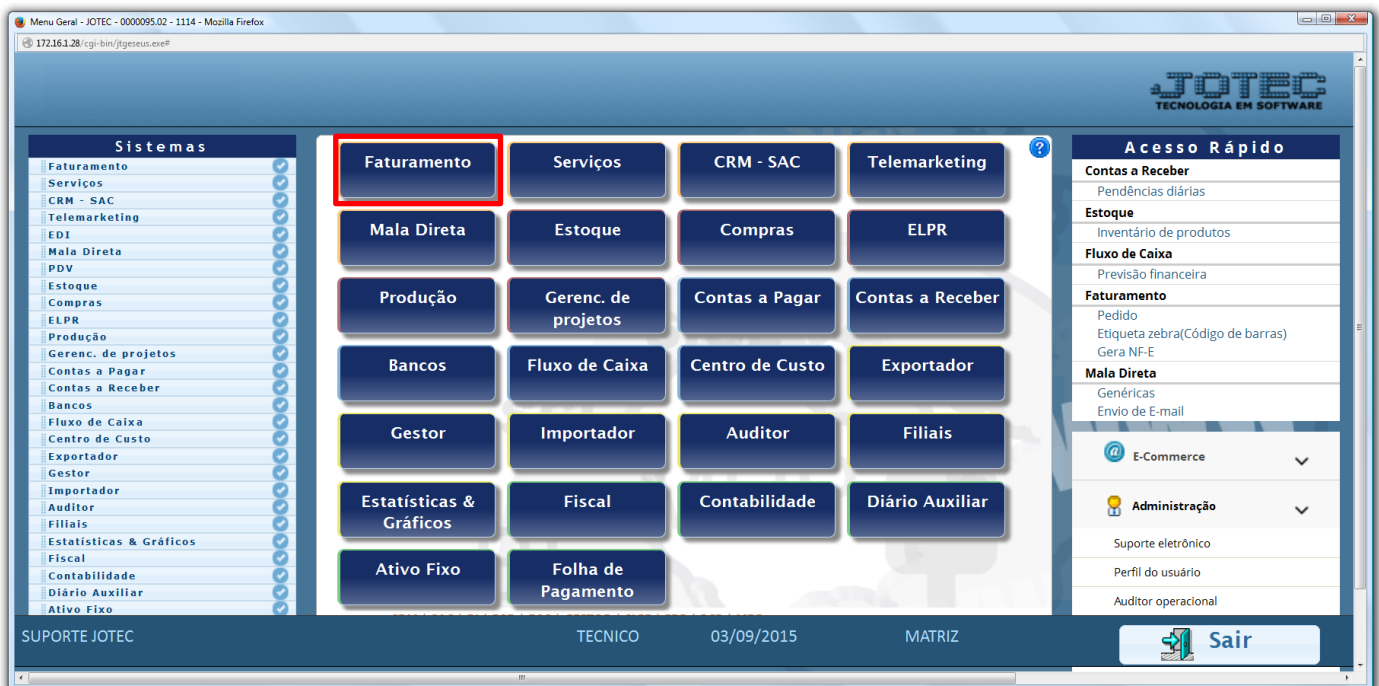 Menu Geral - JOTEC - 0000095.02 - 1114 - Mozilla Firefox
172.16.1.28/cgi-bin/jtgeseus.exe#
JOTEC
TECNOLOGIA EM SOFTWARE
Sistemas
Faturamento
Serviços
CRM - SAC
Telemarketing
EDI
Mala Direta
PDV
Estoque
Compras
ELPR
Produção
Gerenc. de projetos
Contas a Pagar
Contas a Receber
Bancos
Fluxo de Caixa
Centro de Custo
Exportador
Gestor
Importador
Auditor
Filiais
Estatísticas & Gráficos
Fiscal
Contabilidade
Diário Auxiliar
Ativo Fixo
Faturamento
Serviços
CRM - SAC
Telemarketing
Mala Direta
Estoque
Compras
ELPR
Produção
Gerenc. de
projetos
Contas a Pagar
Contas a Receber
Bancos
Fluxo de Caixa
Centro de Custo
Exportador
Gestor
Importador
Auditor
Filiais
Estatísticas &
Gráficos
Fiscal
Contabilidade
Diário Auxiliar
Ativo Fixo
Folha de
Pagamento
?
Acesso Rápido
Contas a Receber
Pendências diárias
Estoque
Inventário de produtos
Fluxo de Caixa
Previsão financeira
Faturamento
Pedido
Etiqueta zebra(Código de barras)
Gera NF-E
Mala Direta
Genéricas
Envio de E-mail
@ E-Commerce
Administração
Suporte eletrônico
Perfil do usuário
Auditor operacional
SUPORTE JOTEC
TECNICO
03/09/2015
MATRIZ
Sair